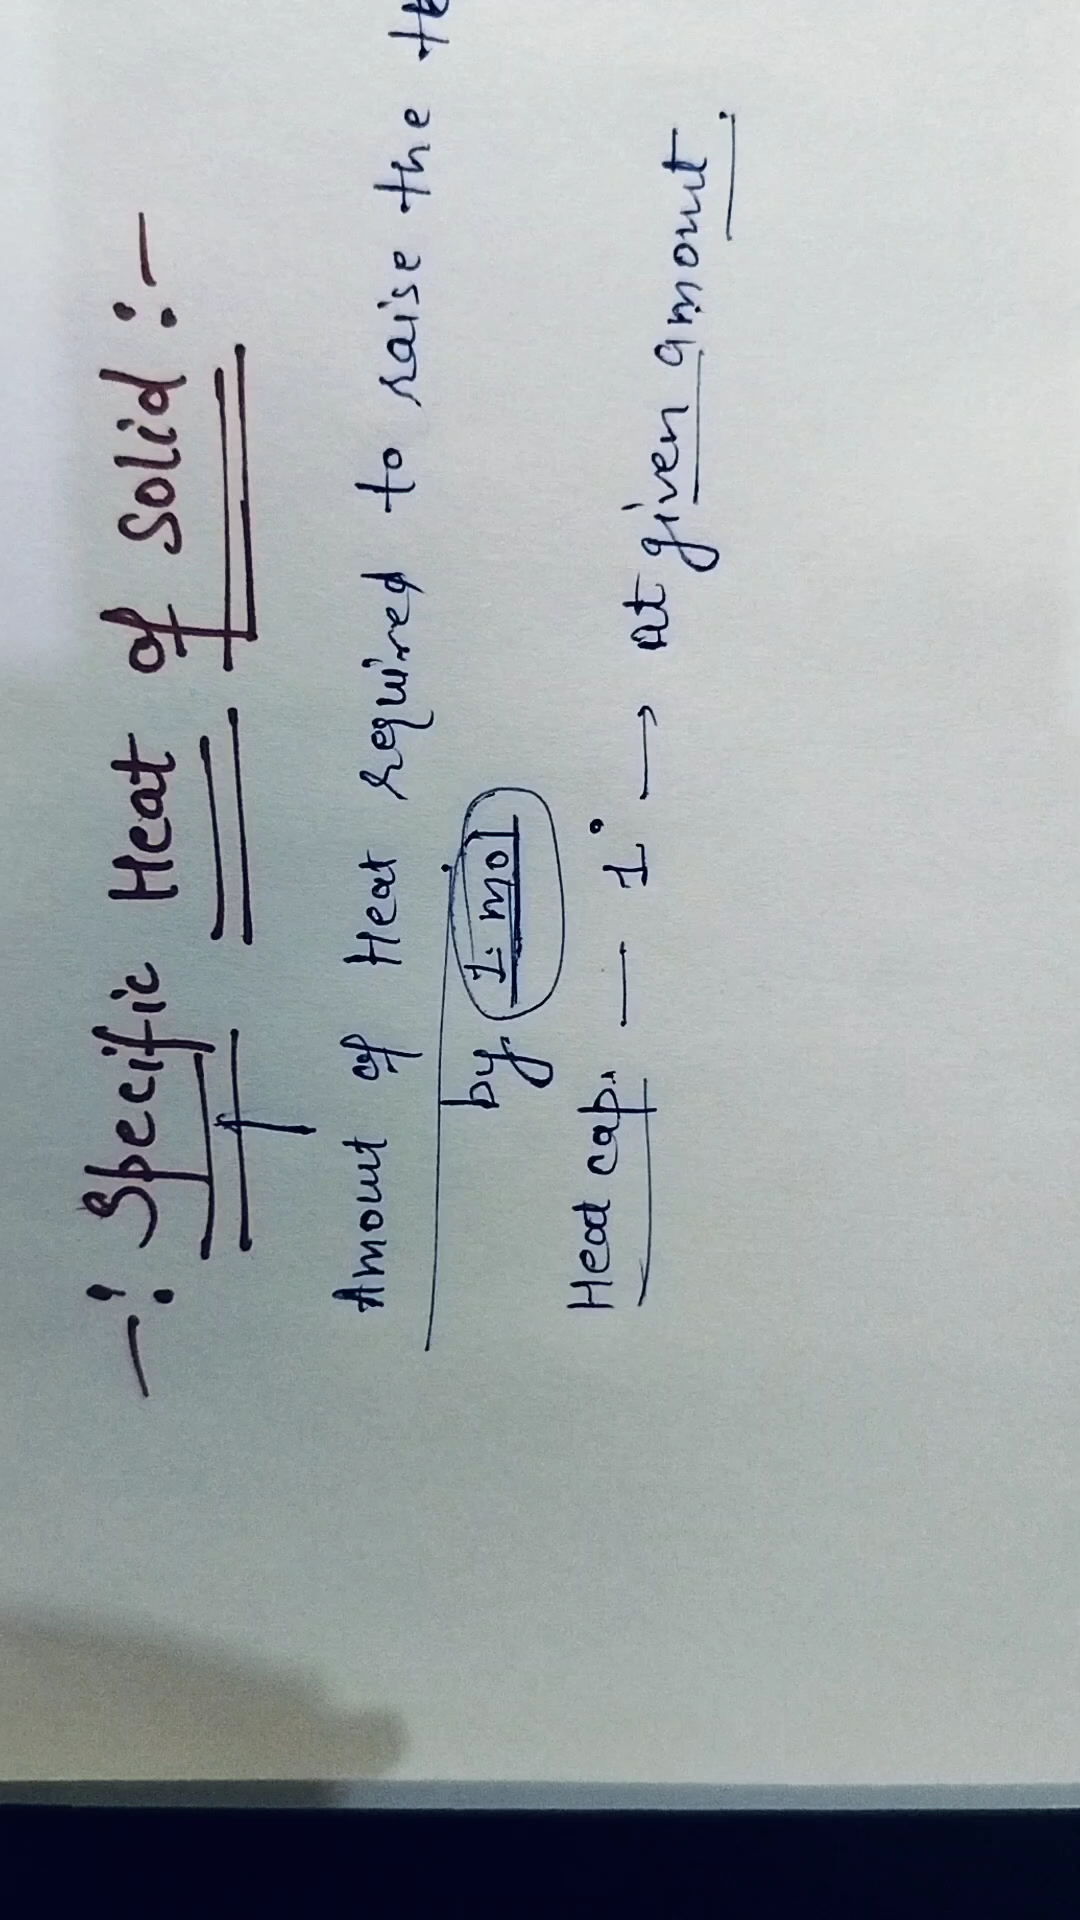 -: Specific Heat of Solid :-
Amount of Heat required to raise the
by 1. mol
Heat cap. — 1° → At given amount.